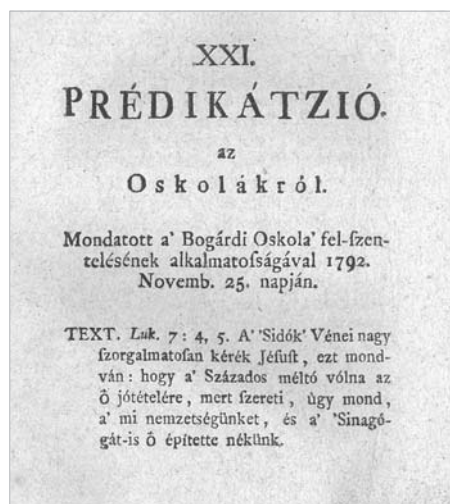 XXI.
PRÉDIKÁTZIÓ.
az
Oskolákról.
Mondatott a' Bogárdi Oskola' fel-ſzen-
telésének alkalmatoſságával 1792.
Novemb. 25. napján.
TEXT. Luk. 7: 4, 5. A' 'Sidók' Vénei nagy
ſzorgalmatoſan kérék Jéſuſt, ezt mond-
ván: hogy a' Százados méltó vólna az
ő jótételére, mert ſzereti, úgy mond,
a' mi nemzetségünket, és a' 'Sinagó-
gát-is ő építette nékünk.